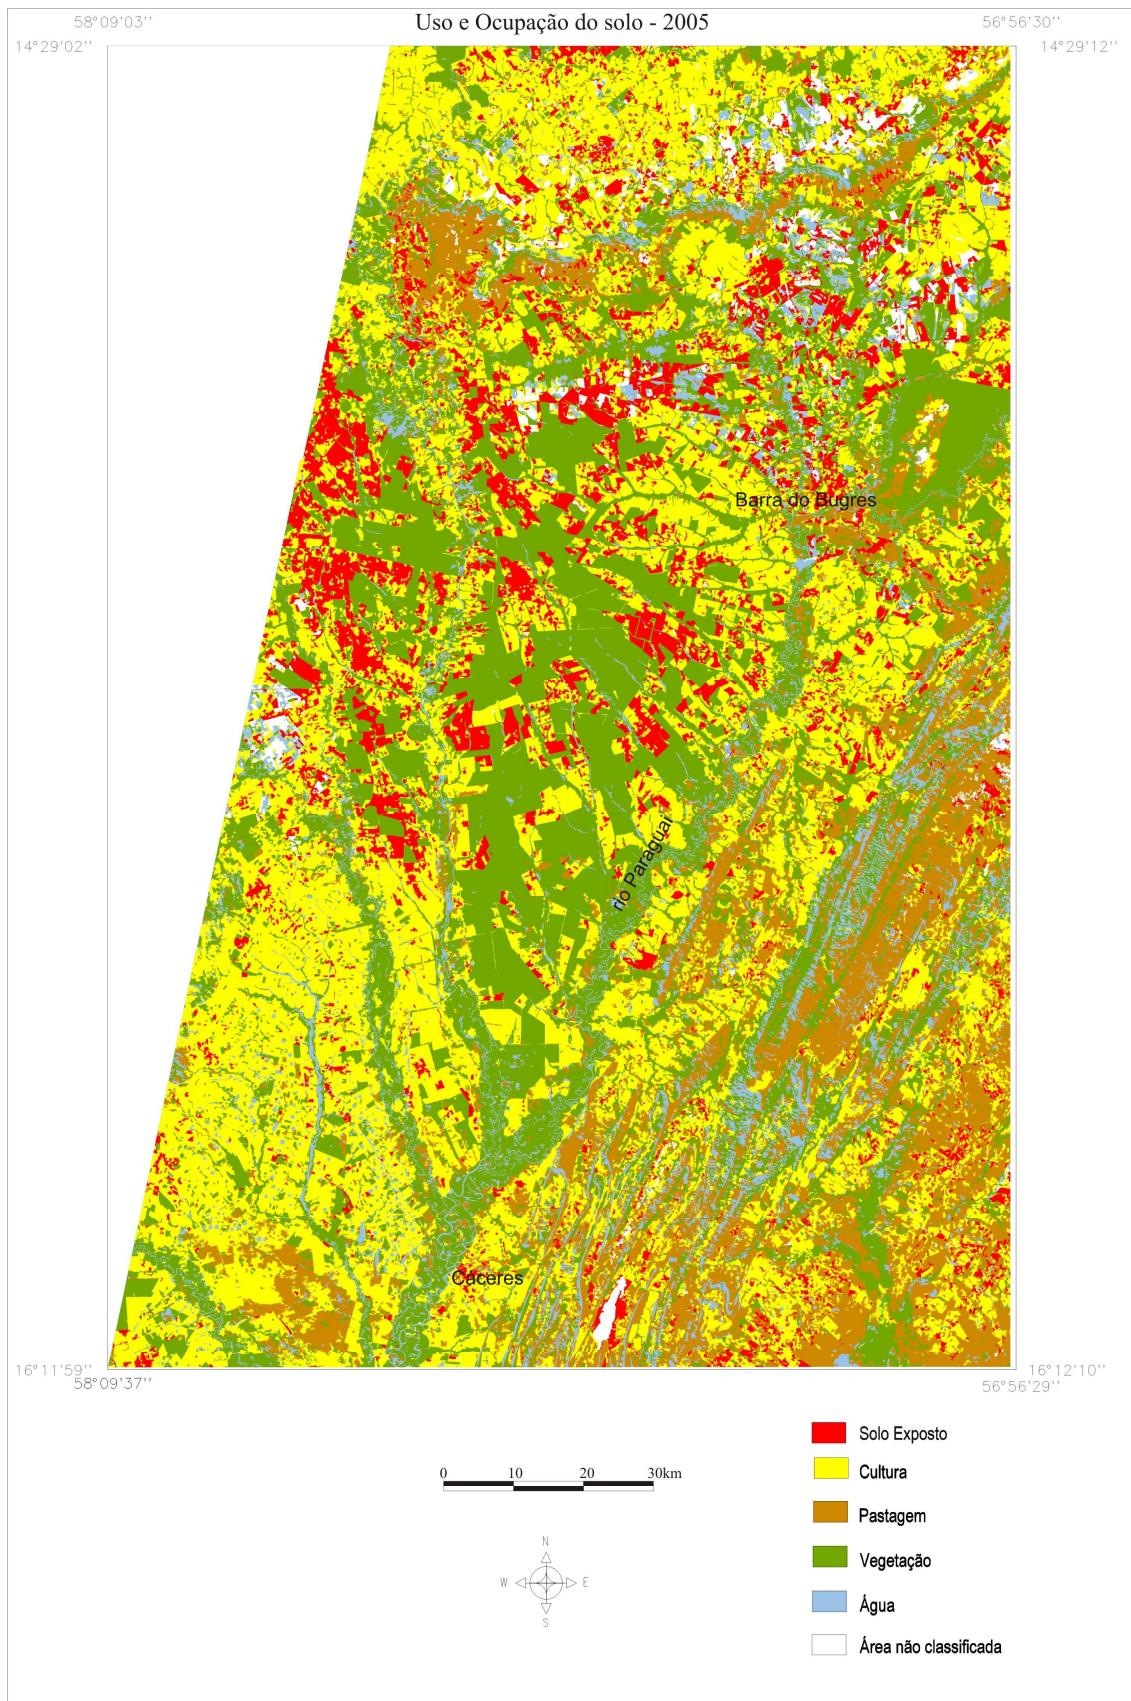 58°09'03''
Uso e Ocupação do solo - 2005
56°56'30''
14°29'02''
14°29'12''
Barra do Bugres
rio Paraguai
Cáceres
16°11'59''
16°12'10''
58°09'37''
56°56'29''
Solo Exposto
Cultura
Pastagem
Vegetação
Água
Área não classificada
0 10 20 30km
N
W E
S